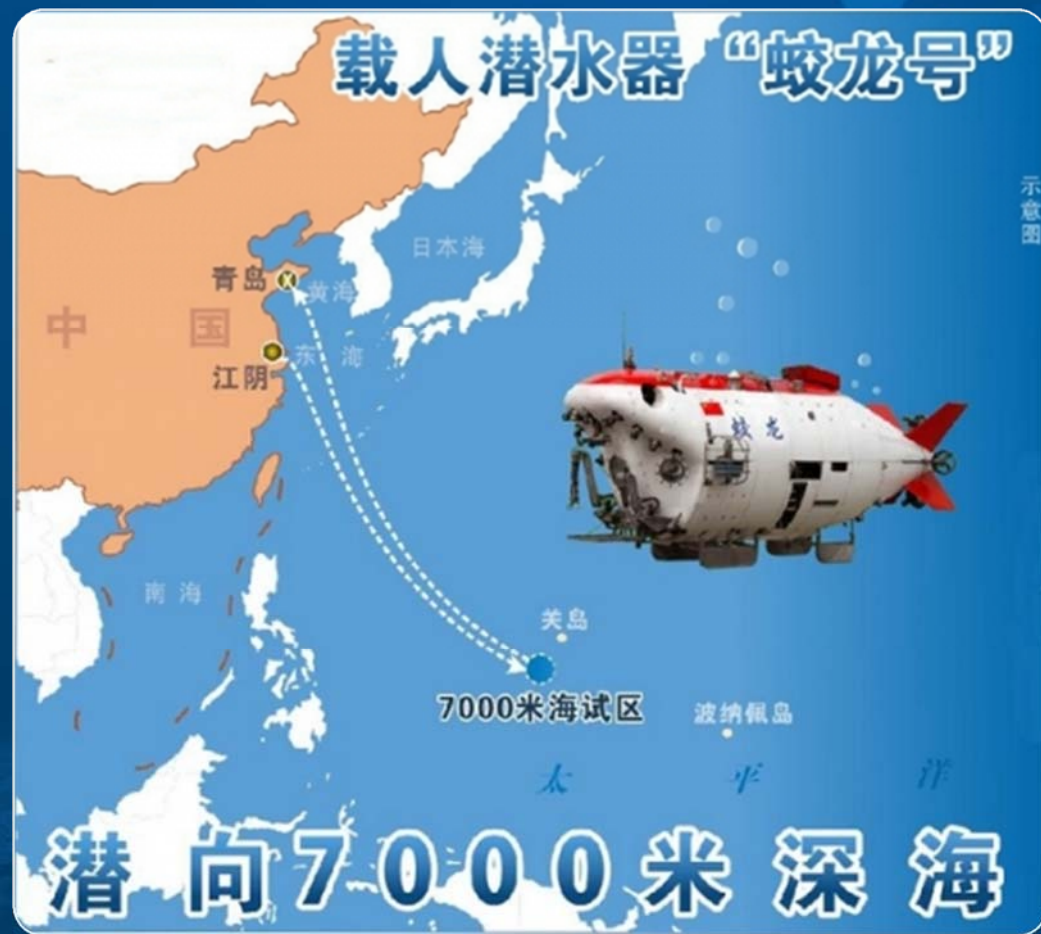 载人潜水器“蛟龙号”
示意图
日本海
青岛
黄海
中国
东海
江阴
蛟龙
南海
关岛
7000米海试区
波纳佩岛
太平洋
潜向7000米深海